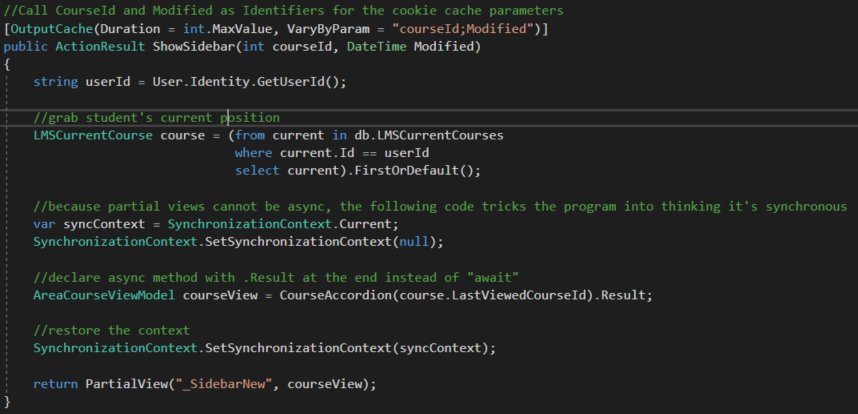 //Call CourseId and Modified as Identifiers for the cookie cache parameters
[OutputCache(Duration = int.MaxValue, VaryByParam = "courseId;Modified")]
public ActionResult ShowSidebar(int courseId, DateTime Modified)
{
    string userId = User.Identity.GetUserId();

    //grab student's current position
    LMSCurrentCourse course = (from current in db.LMSCurrentCourses
                               where current.Id == userId
                               select current).FirstOrDefault();

    //because partial views cannot be async, the following code tricks the program into thinking it's synchronous
    var syncContext = SynchronizationContext.Current;
    SynchronizationContext.SetSynchronizationContext(null);

    //declare async method with .Result at the end instead of "await"
    AreaCourseViewModel courseView = CourseAccordion(course.LastViewedCourseId).Result;

    //restore the context
    SynchronizationContext.SetSynchronizationContext(syncContext);

    return PartialView("_SidebarNew", courseView);
}